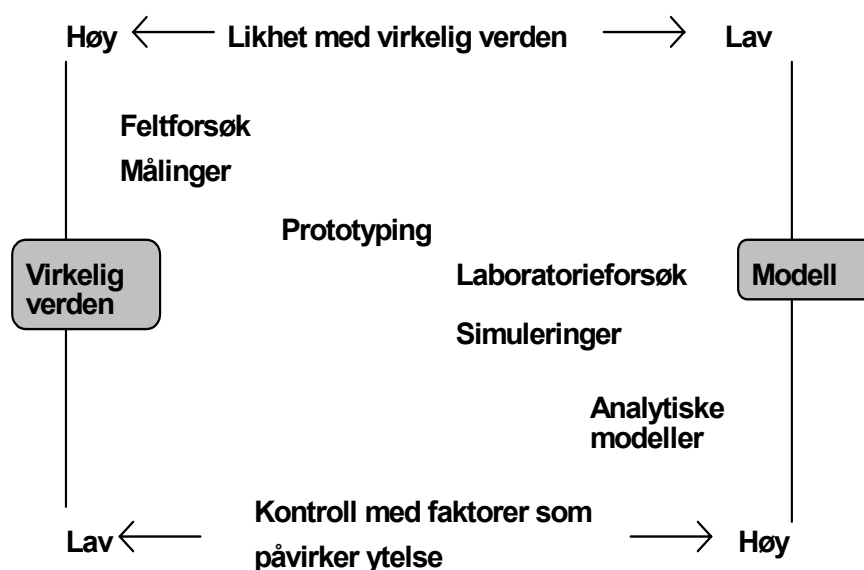 Høy Likhet med virkelig verden Lav
Feltforsøk
Målinger
Prototyping
Virkelig
verden
Laboratorieforsøk
Modell
Simuleringer
Analytiske
modeller
Kontroll med faktorer som
påvirker ytelse
Lav
Høy